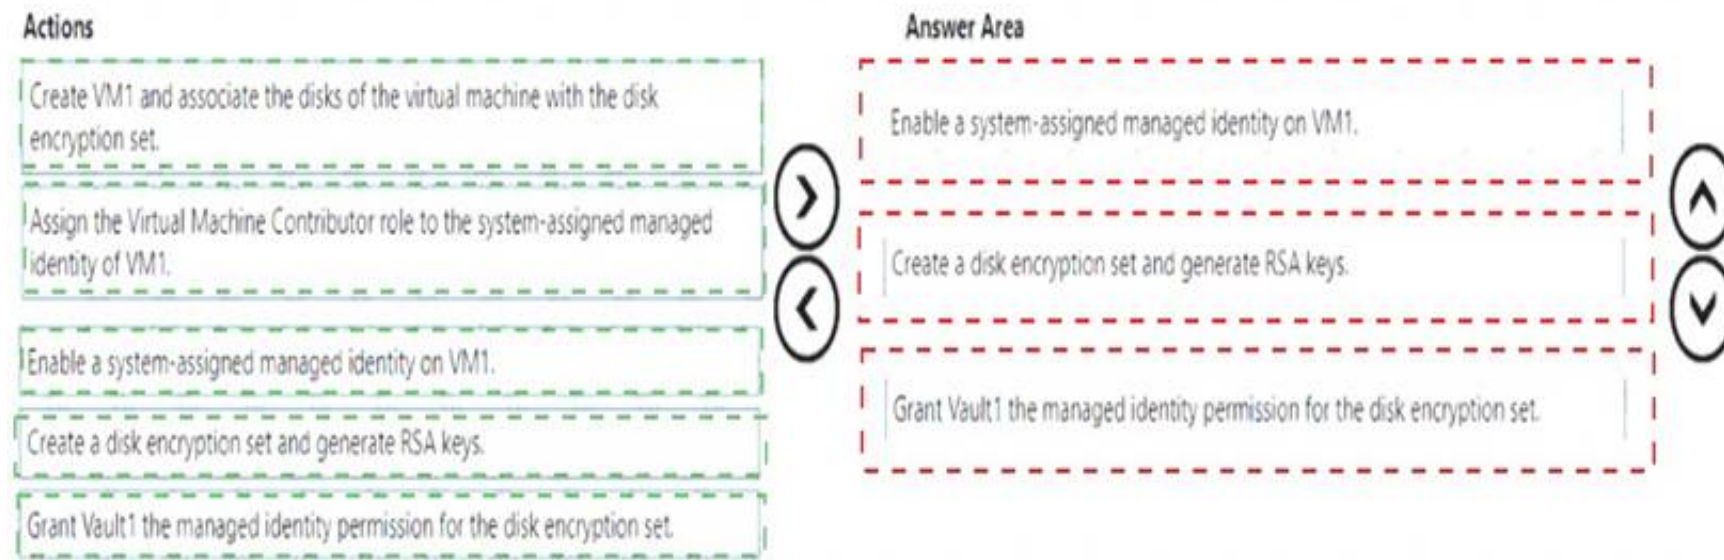 Actions
Create VM1 and associate the disks of the virtual machine with the disk
encryption set.
Assign the Virtual Machine Contributor role to the system-assigned managed
identity of VM1.
Enable a system-assigned managed identity on VM1.
Create a disk encryption set and generate RSA keys.
Grant Vault1 the managed identity permission for the disk encryption set.
Answer Area
Enable a system-assigned managed identity on VM1.
Create a disk encryption set and generate RSA keys.
Grant Vault1 the managed identity permission for the disk encryption set.